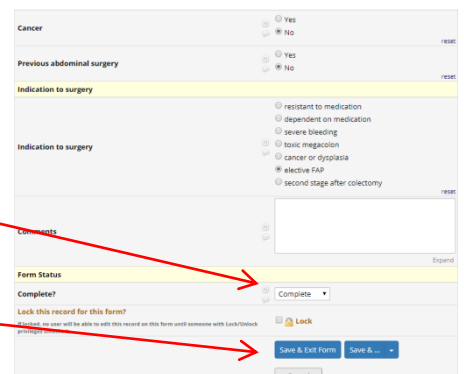 Cancer
Yes
No
reset
Previous abdominal surgery
Yes
No
reset
Indication to surgery
Indication to surgery
resistant to medication
dependent on medication
severe bleeding
toxic megacolon
cancer or dysplasia
elective FAP
second stage after colectomy
reset
Comments
Expand
Form Status
Complete?
Complete
Lock this record for this form?
If locked, no user will be able to edit this record on this form until someone with Lock/Unlock
privileges
Lock
Save & Exit Form
Save & ...